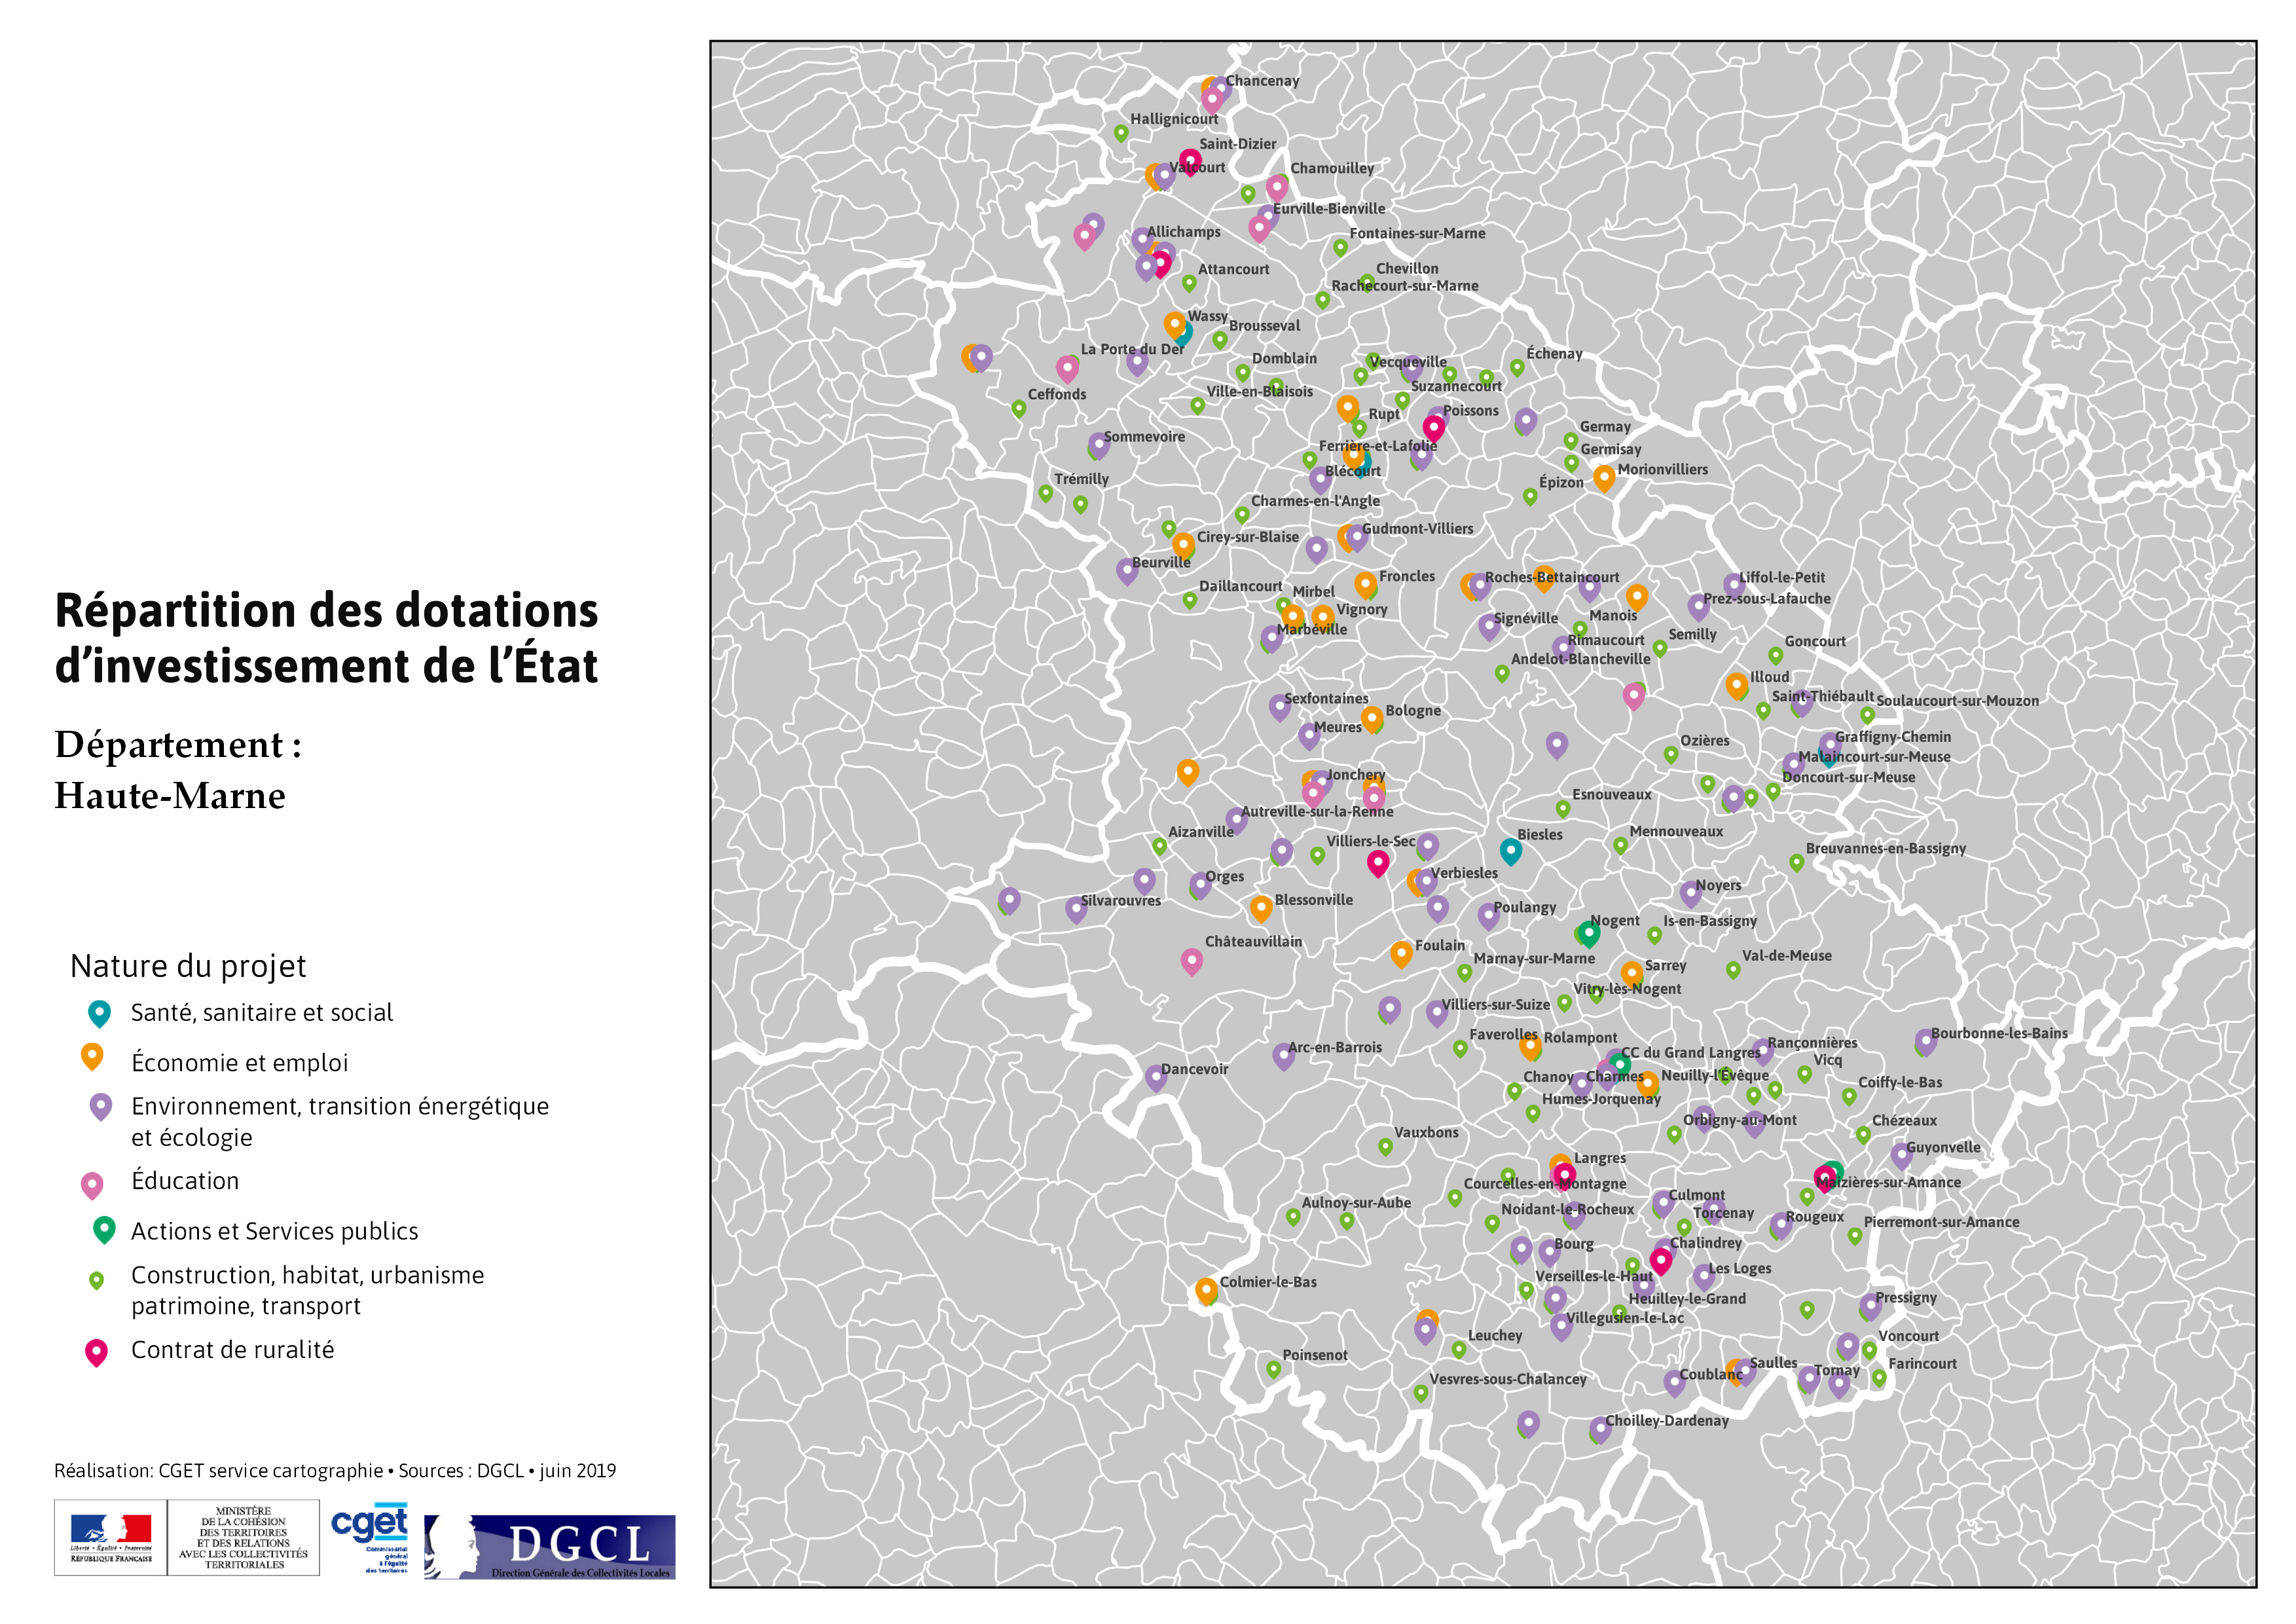 Répartition des dotations
d'investissement de l'État
Département :
Haute-Marne
Nature du projet
Santé, sanitaire et social
Économie et emploi
Environnement, transition énergétique
et écologie
Éducation
Actions et Services publics
Construction, habitat, urbanisme
patrimoine, transport
Contrat de ruralité
Réalisation: CGET service cartographie • Sources : DGCL • juin 2019
Liberté • Égalité • Fraternité
RÉPUBLIQUE FRANÇAISE
MINISTÈRE
DE LA COHÉSION
DES TERRITOIRES
ET DES RELATIONS
AVEC LES COLLECTIVITÉS
TERRITORIALES
cget
Commissariat
général
à l'égalité
des territoires
DGCL
Direction Générale des Collectivités Locales
Chancenay
Hallignicourt
Saint-Dizier
Valcourt
Chamouilley
Eurville-Bienville
Allichamps
Fontaines-sur-Marne
Attancourt
Chevillon
Rachecourt-sur-Marne
Wassy
Brousseval
La Porte du Der
Domblain
Vecqueville
Échenay
Ceffonds
Ville-en-Blaisois
Suzannecourt
Rupt
Poissons
Sommevoire
Germay
Ferrière-et-Lafolie
Germisay
Blécourt
Morionvilliers
Trémilly
Épizon
Charmes-en-l'Angle
Cirey-sur-Blaise
Gudmont-Villiers
Beurville
Daillancourt
Mirbel
Froncles
Roches-Bettaincourt
Liffol-le-Petit
Prez-sous-Lafauche
Vignory
Marbéville
Signéville
Manois
Rimaucourt
Semilly
Goncourt
Andelot-Blancheville
Illoud
Saint-Thiébault
Soulaucourt-sur-Mouzon
Sexfontaines
Bologne
Meures
Ozières
Graffigny-Chemin
Malaincourt-sur-Meuse
Doncourt-sur-Meuse
Jonchery
Esnouveaux
Autreville-sur-la-Renne
Aizanville
Villiers-le-Sec
Biesles
Mennouveaux
Breuvannes-en-Bassigny
Orges
Verbiesles
Noyers
Silvarouvres
Blessonville
Poulangy
Nogent
Is-en-Bassigny
Châteauvillain
Foulain
Marnay-sur-Marne
Sarrey
Val-de-Meuse
Vitry-lès-Nogent
Villiers-sur-Suize
Faverolles
Rolampont
Bourbonne-les-Bains
Arc-en-Barrois
CC du Grand Langres
Rançonnières
Vicq
Dancevoir
Chanoy
Charmes
Neuilly-l'Évêque
Coiffy-le-Bas
Humes-Jorquenay
Orbigny-au-Mont
Chézeaux
Vauxbons
Guyonvelle
Langres
Courcelles-en-Montagne
Maizières-sur-Amance
Aulnoy-sur-Aube
Noidant-le-Rocheux
Culmont
Torcenay
Rougeux
Pierremont-sur-Amance
Bourg
Chalindrey
Colmier-le-Bas
Verseilles-le-Haut
Les Loges
Heuilley-le-Grand
Pressigny
Villegusien-le-Lac
Leuchey
Voncourt
Poinsenot
Vesvres-sous-Chalancey
Coublanc
Saulles
Tornay
Farincourt
Choilley-Dardenay